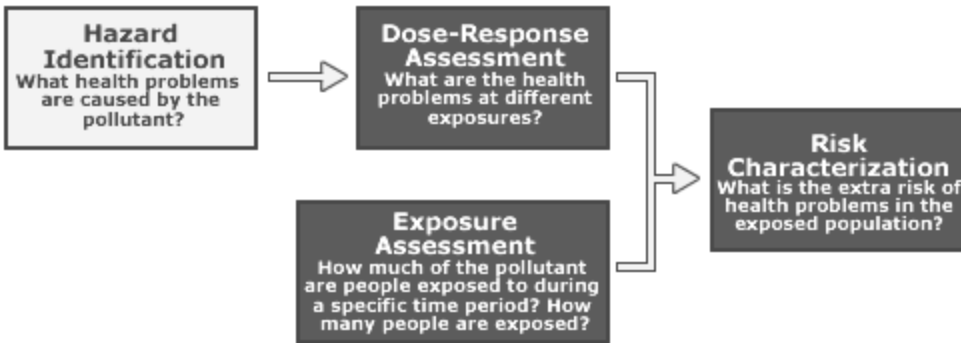 Hazard
Identification
What health problems
are caused by the
pollutant?
Dose-Response
Assessment
What are the health
problems at different
exposures?
Exposure
Assessment
How much of the pollutant
are people exposed to during
a specific time period? How
many people are exposed?
Risk
Characterization
What is the extra risk of
health problems in the
exposed population?